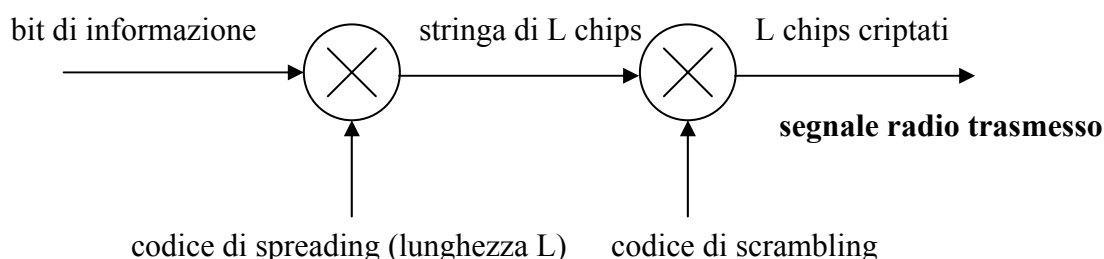 bit di informazione
stringa di L chips
L chips criptati
segnale radio trasmesso
codice di spreading (lunghezza L)
codice di scrambling